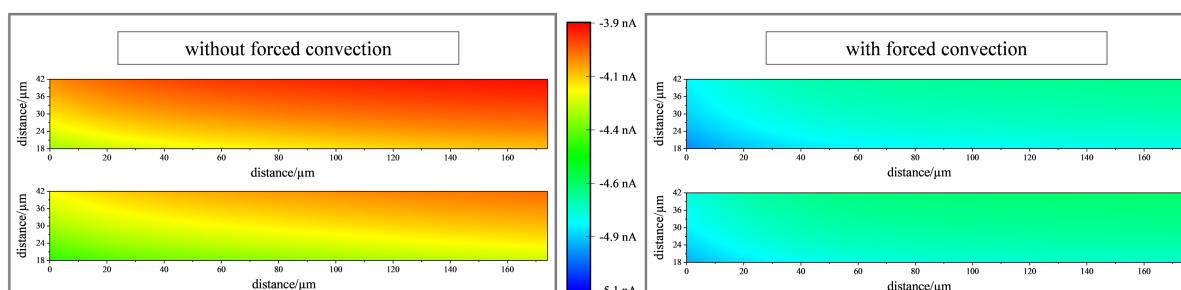 without forced convection
42
36
30
24
18
distance/µm
0 20 40 60 80 100 120 140 160
distance/µm
42
36
30
24
18
distance/µm
0 20 40 60 80 100 120 140 160
distance/µm
-3.9 nA
-4.1 nA
-4.4 nA
-4.6 nA
-4.9 nA
-5.1 nA
with forced convection
42
36
30
24
18
distance/µm
0 20 40 60 80 100 120 140 160
distance/µm
42
36
30
24
18
distance/µm
0 20 40 60 80 100 120 140 160
distance/µm